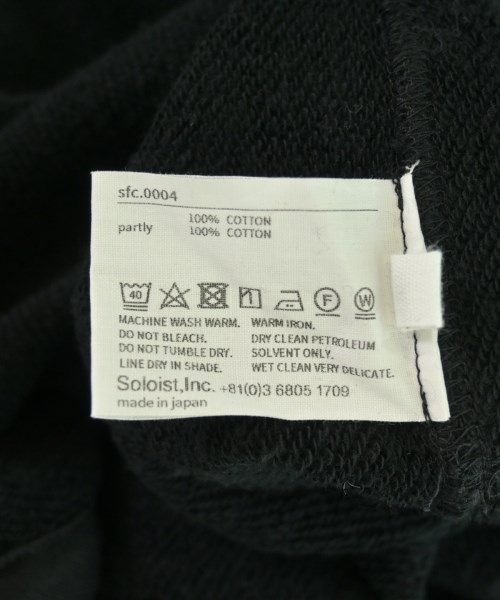 sfc.0004
100% COTTON
partly 100% COTTON
40 F W
MACHINE WASH WARM. WARM IRON.
DO NOT BLEACH. DRY CLEAN PETROLEUM
DO NOT TUMBLE DRY. SOLVENT ONLY.
LINE DRY IN SHADE. WET CLEAN VERY DELICATE.
Soloist,Inc. +81(0)3 6805 1709
made in japan